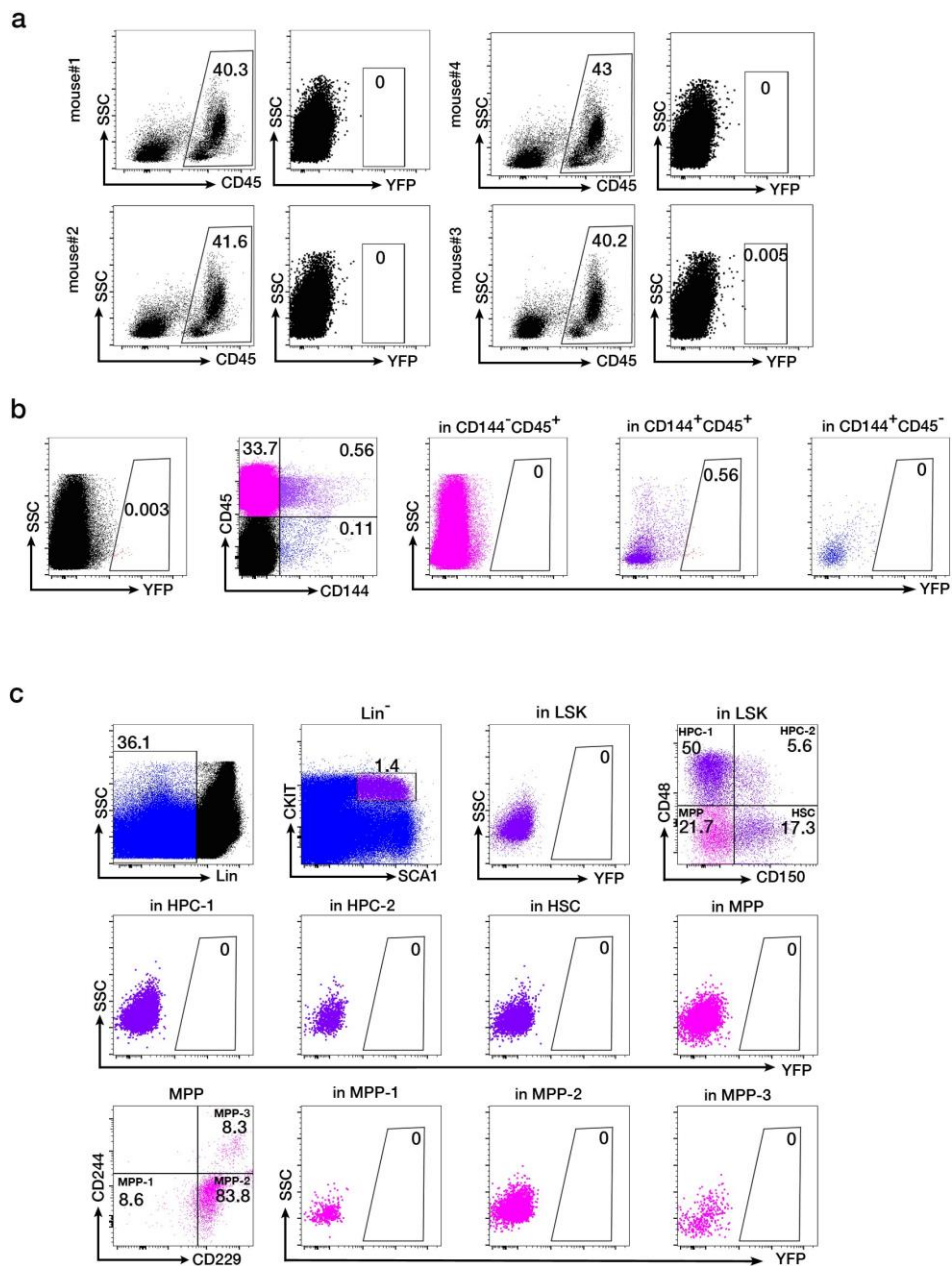 a
mouse#1
SSC
40.3
CD45
SSC
0
YFP
mouse#4
SSC
43
CD45
SSC
0
YFP
mouse#2
SSC
41.6
CD45
SSC
0
YFP
mouse#3
SSC
40.2
CD45
SSC
0.005
YFP
b
SSC
0.003
YFP
CD45
33.7
0.56
0.11
CD144
in CD144⁻CD45⁺
SSC
0
in CD144⁺CD45⁺
0.56
in CD144⁺CD45⁻
0
YFP
c
SSC
36.1
Lin
Lin⁻
CKIT
1.4
SCA1
in LSK
SSC
0
YFP
in LSK
CD48
HPC-1
50
HPC-2
5.6
MPP
21.7
HSC
17.3
CD150
in HPC-1
SSC
0
in HPC-2
0
in HSC
0
in MPP
0
YFP
MPP
CD244
MPP-3
8.3
MPP-1
8.6
MPP-2
83.8
CD229
in MPP-1
SSC
0
in MPP-2
0
in MPP-3
0
YFP